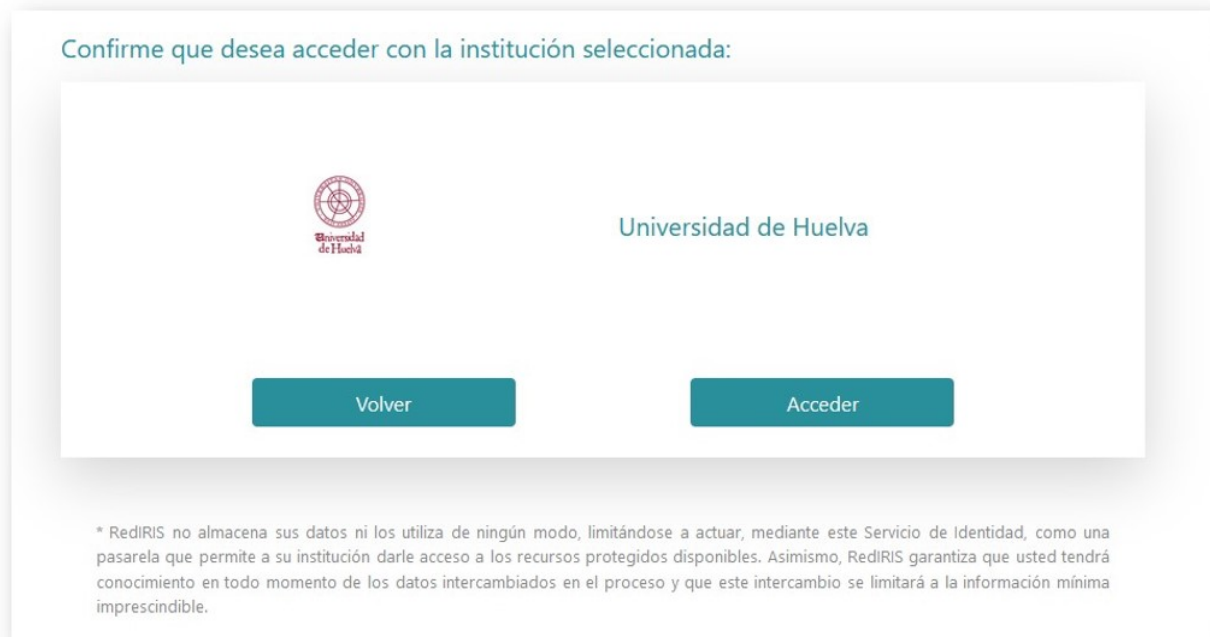 Confirme que desea acceder con la institución seleccionada:
Universidad
de Huelva
Universidad de Huelva
Volver
Acceder
* RedIRIS no almacena sus datos ni los utiliza de ningún modo, limitándose a actuar, mediante este Servicio de Identidad, como una
pasarela que permite a su institución darle acceso a los recursos protegidos disponibles. Asimismo, RedIRIS garantiza que usted tendrá
conocimiento en todo momento de los datos intercambiados en el proceso y que este intercambio se limitará a la información mínima
imprescindible.